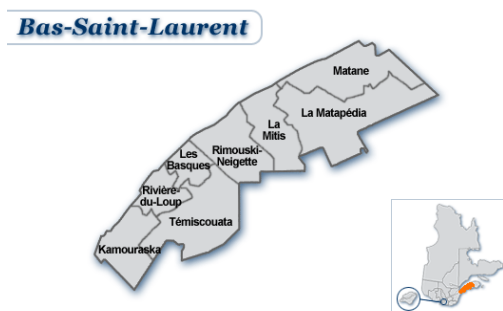 Bas-Saint-Laurent
Matane
La Matapédia
La
Mitis
Rimouski-
Neigette
Les
Basques
Rivière-
du-Loup
Témiscouata
Kamouraska